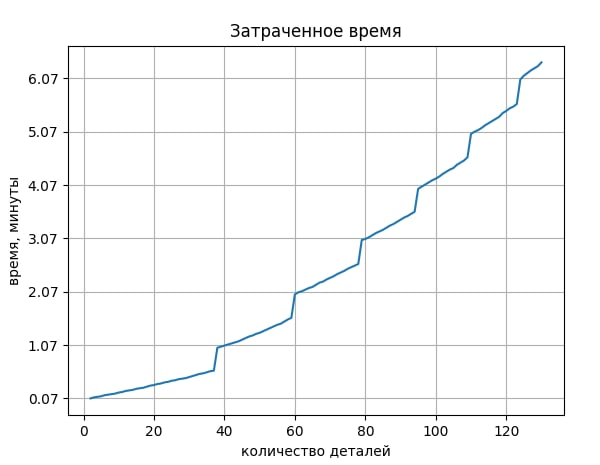 Затраченное время
6.07
5.07
4.07
3.07
2.07
1.07
0.07
время, минуты
0 20 40 60 80 100 120
количество деталей